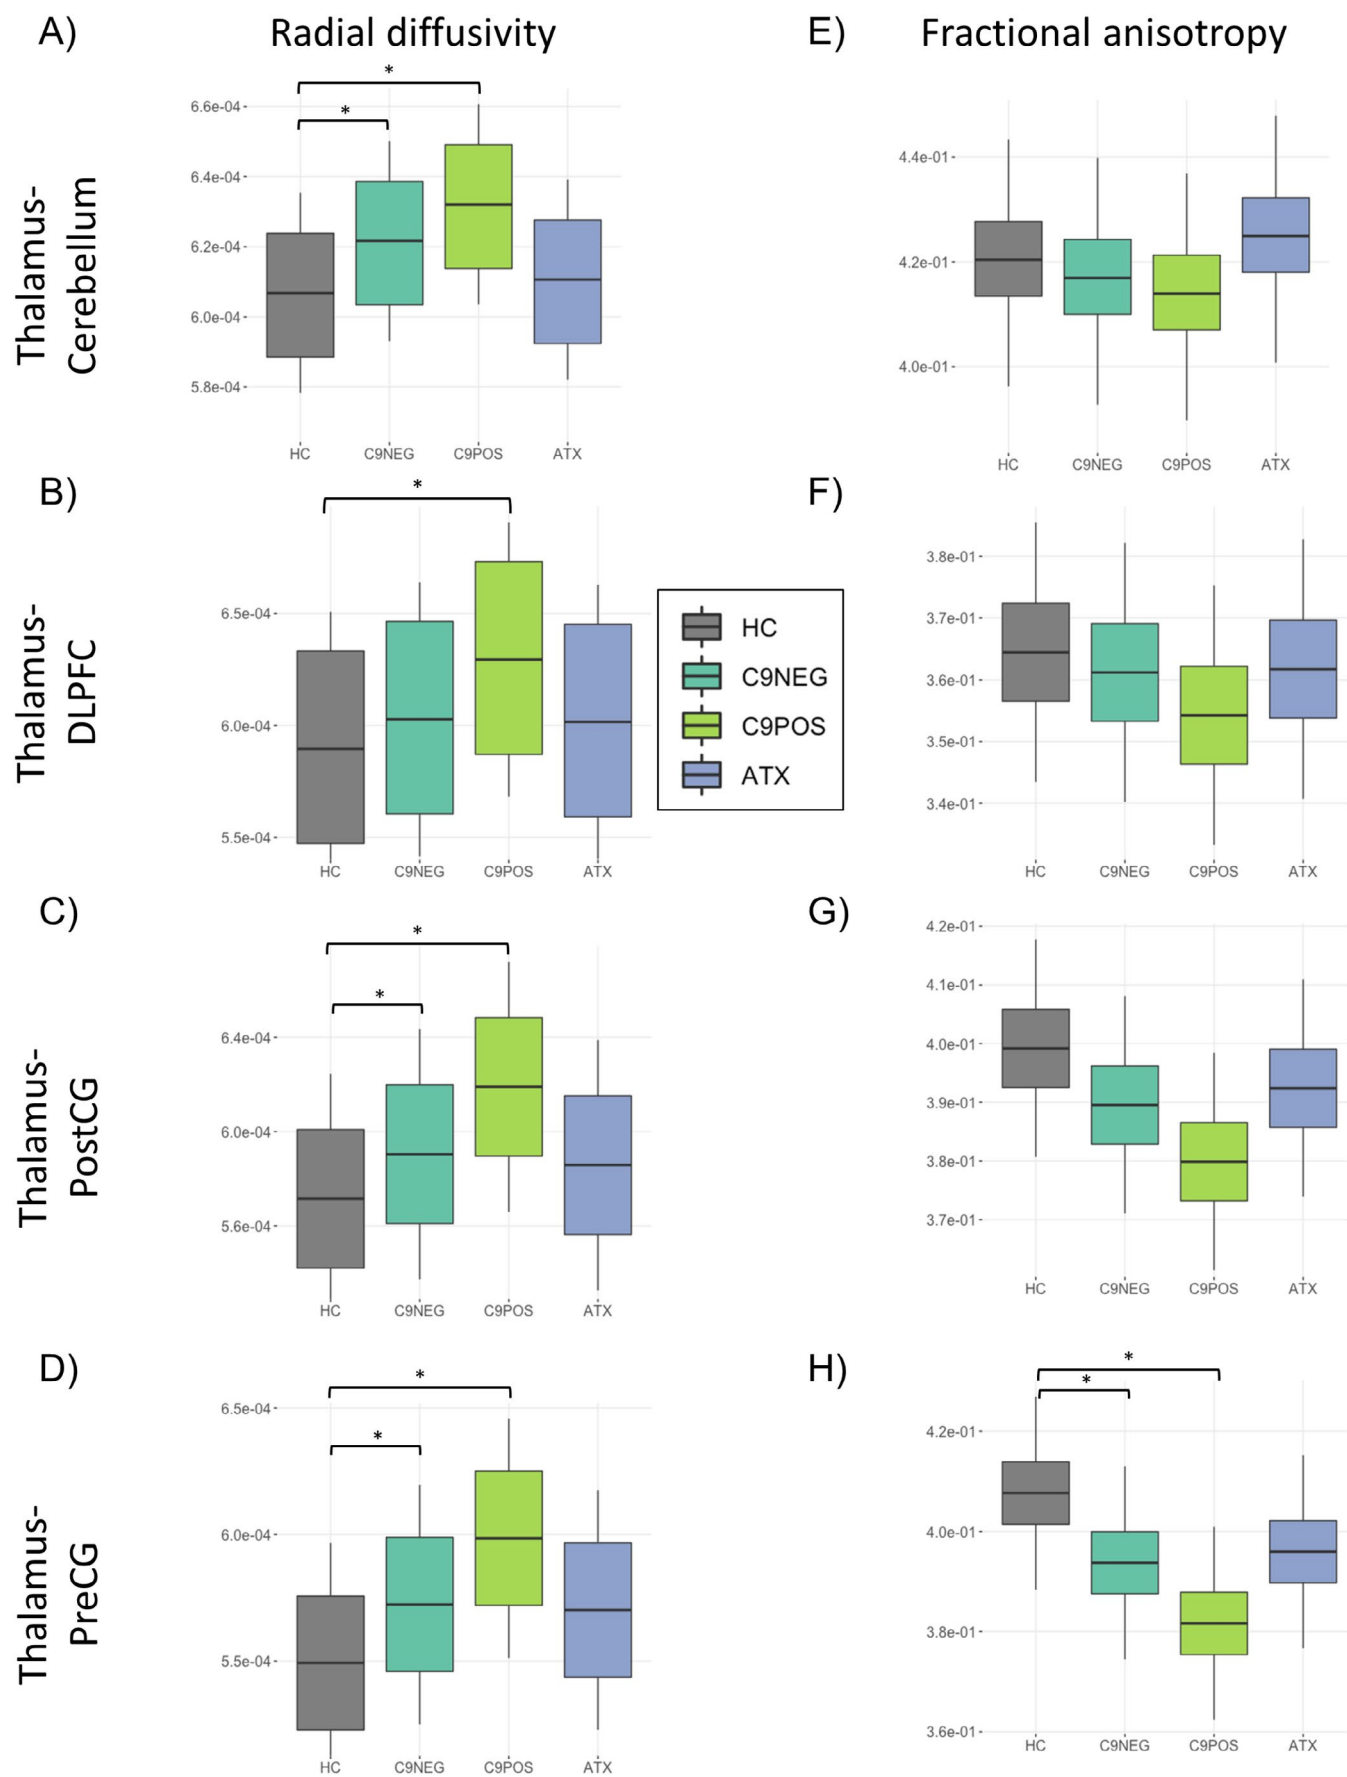 A)
Radial diffusivity
E)
Fractional anisotropy
Thalamus-
Cerebellum
*
*
6.6e-04
6.4e-04
6.2e-04
6.0e-04
5.8e-04
HC C9NEG C9POS ATX
4.4e-01
4.2e-01
4.0e-01
HC C9NEG C9POS ATX
B)
F)
Thalamus-
DLPFC
*
6.5e-04
6.0e-04
5.5e-04
HC C9NEG C9POS ATX
HC
C9NEG
C9POS
ATX
3.8e-01
3.7e-01
3.6e-01
3.5e-01
3.4e-01
HC C9NEG C9POS ATX
C)
G)
Thalamus-
PostCG
*
*
6.4e-04
6.0e-04
5.6e-04
HC C9NEG C9POS ATX
4.2e-01
4.1e-01
4.0e-01
3.9e-01
3.8e-01
3.7e-01
HC C9NEG C9POS ATX
D)
H)
Thalamus-
PreCG
*
*
6.5e-04
6.0e-04
5.5e-04
HC C9NEG C9POS ATX
*
*
4.2e-01
4.0e-01
3.8e-01
3.6e-01
HC C9NEG C9POS ATX